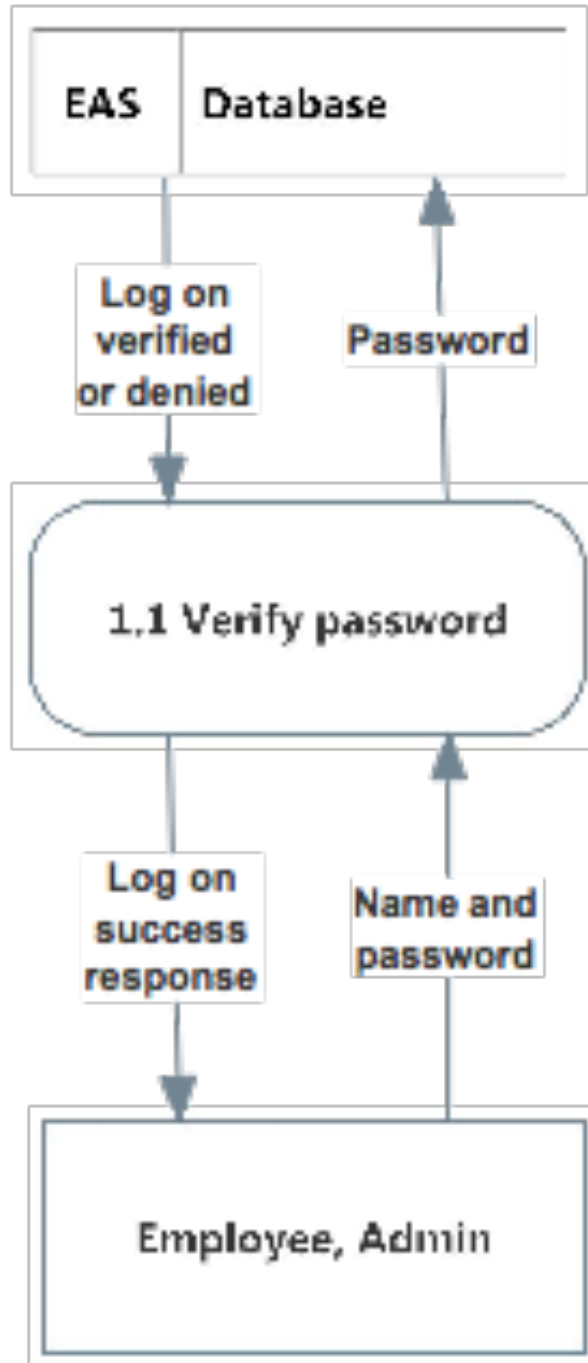 EAS Database
Log on
verified
or denied
Password
1.1 Verify password
Log on
success
response
Name and
password
Employee, Admin